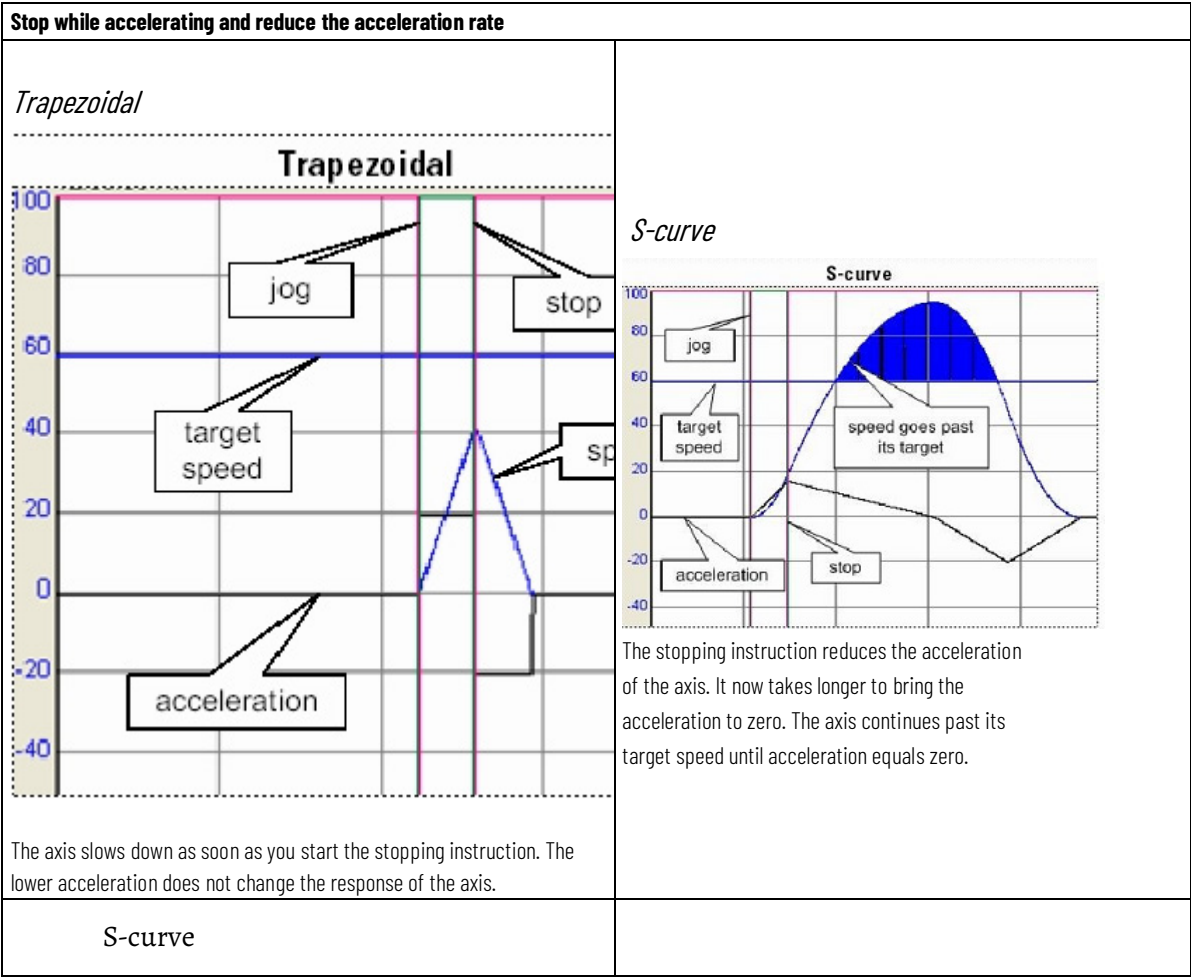 Stop while accelerating and reduce the acceleration rate
Trapezoidal
Trapezoidal
100
80
60
40
20
0
-20
-40
jog
stop
target
speed
sp
acceleration
The axis slows down as soon as you start the stopping instruction. The
lower acceleration does not change the response of the axis.
S-curve
S-curve
100
80
60
40
20
0
-20
-40
jog
target
speed
speed goes past
its target
acceleration
stop
The stopping instruction reduces the acceleration
of the axis. It now takes longer to bring the
acceleration to zero. The axis continues past its
target speed until acceleration equals zero.
S-curve